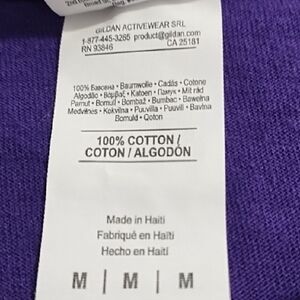 GILDAN ACTIVEWEAR SRL
1-877-445-3265 product@gildan.com
RN 93846 CA 25181
100% Бавовна • Baumwolle • Cadás • Cotone
Algodão • Βαμβακ • Katoen • Памук • Mit råd
Pamut • Bomull • Bombaž • Bumbac • Bawełna
Medvilnės • Kokvilna • Puuvilla • Puuvill • Bavlna
Bomuld • Qoton
100% COTTON /
COTON / ALGODÓN
Made in Haiti
Fabriqué en Haïti
Hecho en Haití
M | M | M